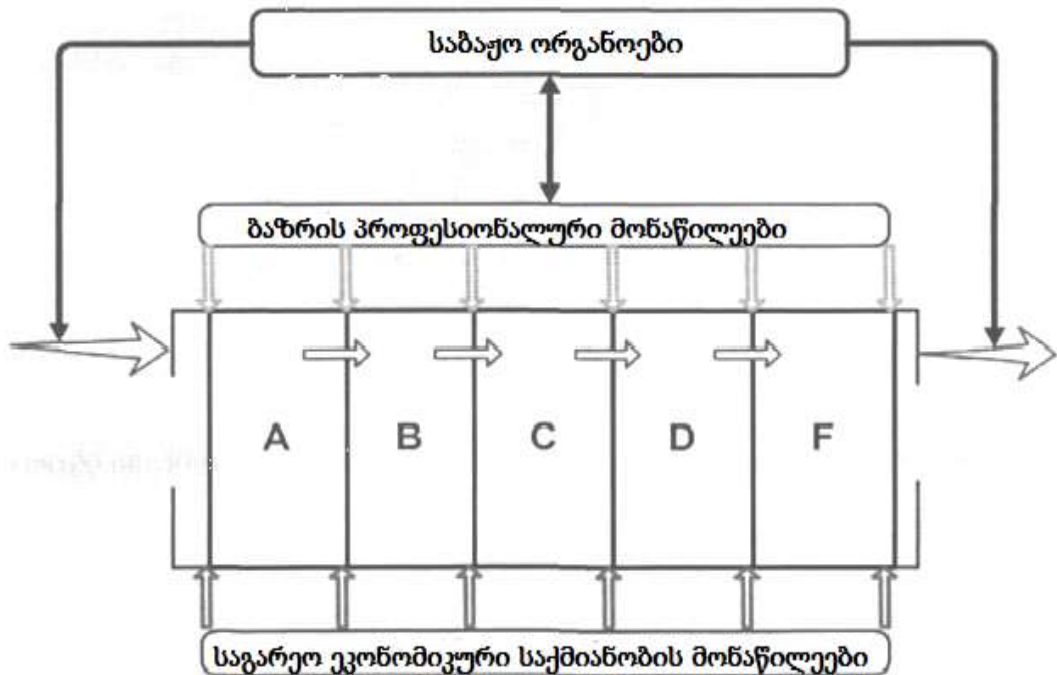 საბაჟო ორგანოები
ბაზრის პროფესიონალური მონაწილეები
A B C D F
საგარეო ეკონომიკური საქმიანობის მონაწილეები